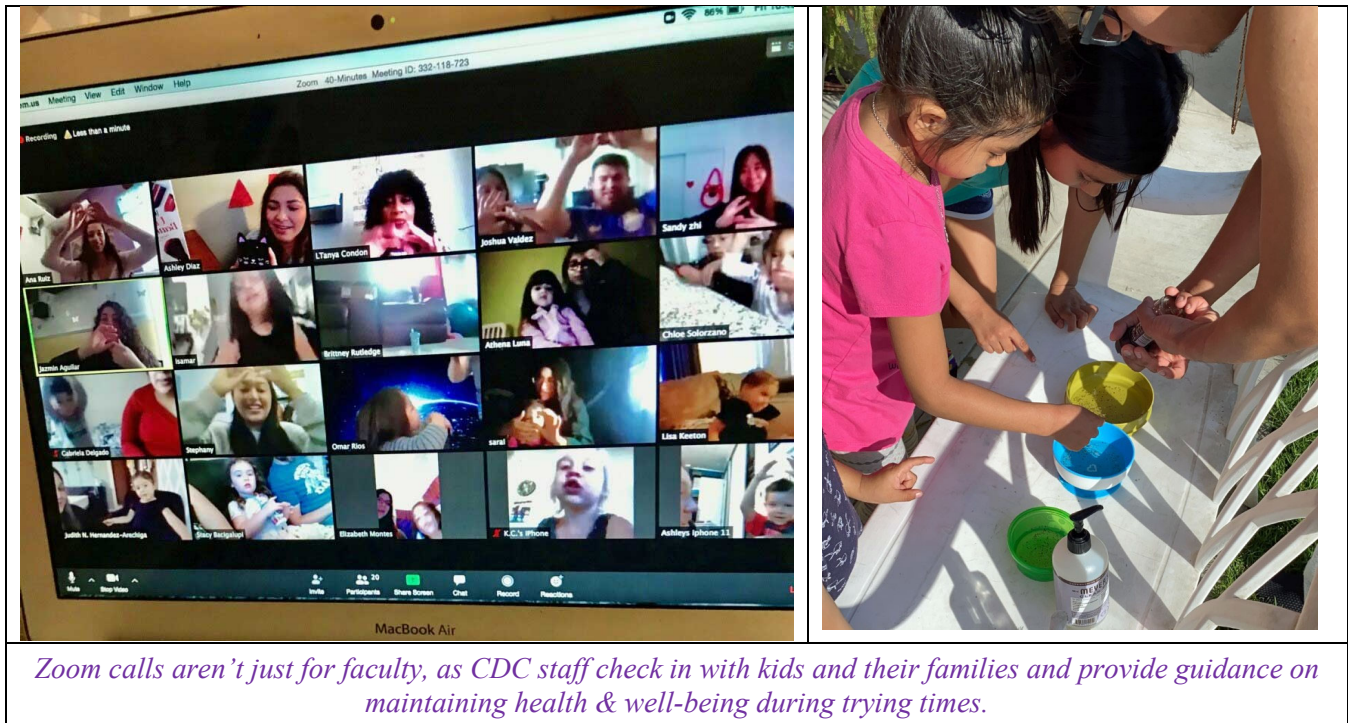 86%
Meeting View Edit Window Help
Zoom 40-Minutes Meeting ID: 332-118-723
Recording Less than a minute
Ana Ruiz
Ashley Diaz
LTanya Condon
Joshua Valdez
Sandy zhi
Jazmin Aguilar
Isamar
Brittney Rutledge
Athena Luna
Chloe Solorzano
Gabriela Delgado
Stephany
Omar Rios
sarai
Lisa Keeton
Judith N. Hernandez-Arechiga
Stacy Bacigalupi
Elizabeth Montes
K.C.'s iPhone
Ashleys iphone 11
Mute
Stop Video
Invite
Participants
20
Share Screen
Chat
Record
Reactions
MacBook Air
MEYER
Zoom calls aren’t just for faculty, as CDC staff check in with kids and their families and provide guidance on
maintaining health & well-being during trying times.